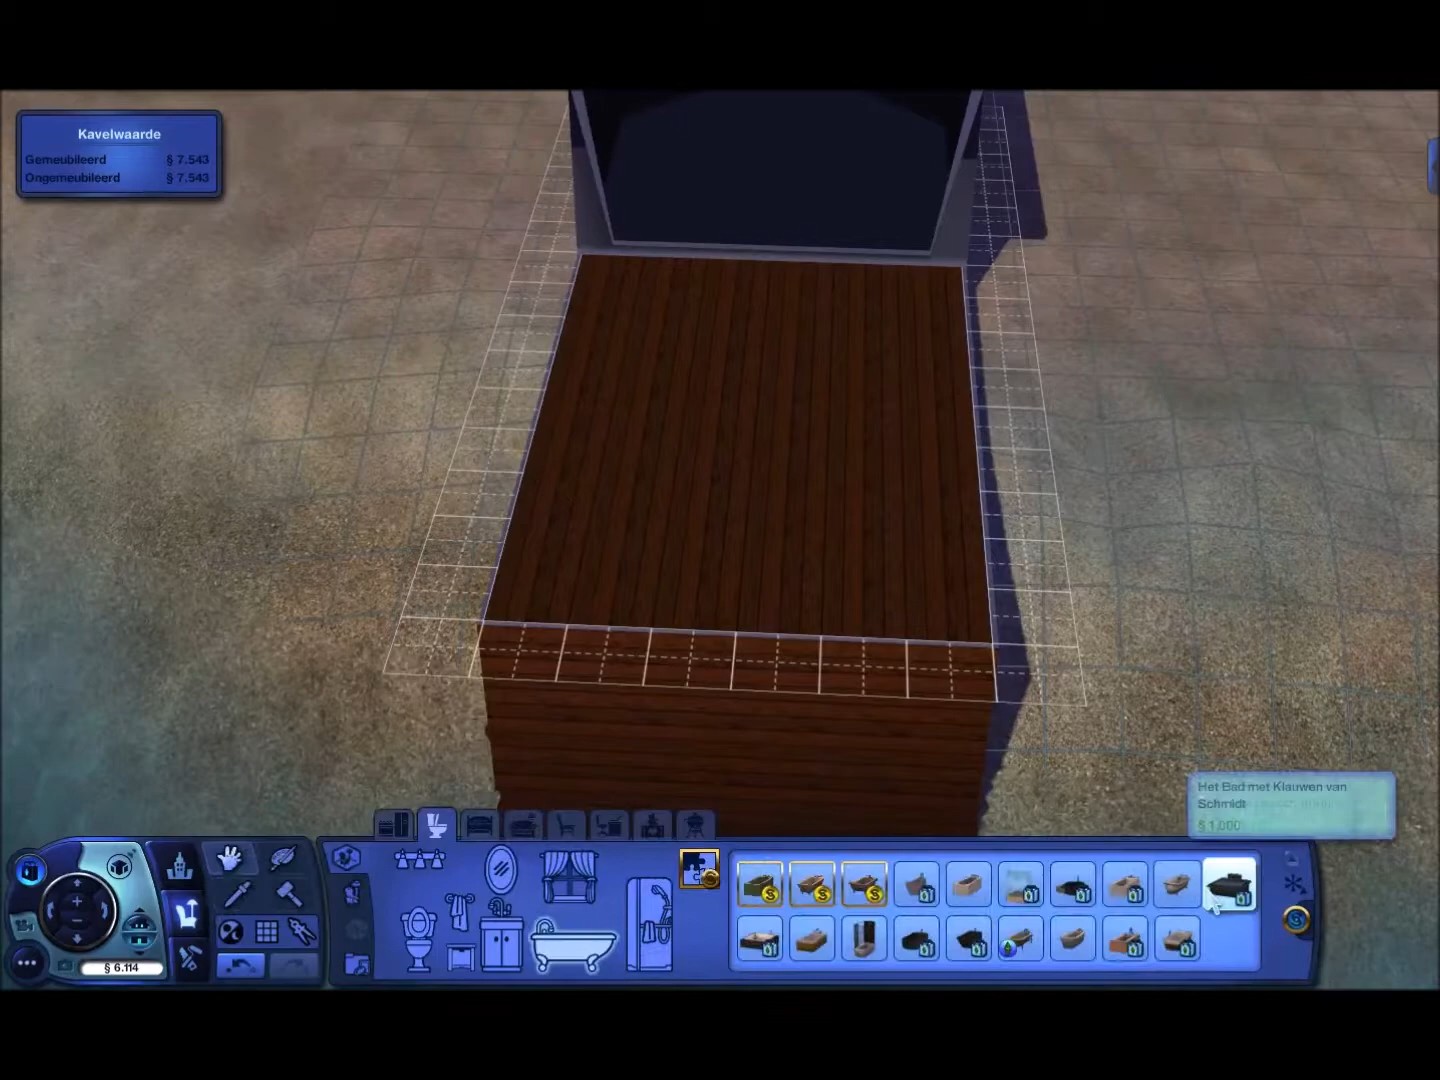 Kavelwaarde
Gemeubileerd § 7.543
Ongemeubileerd § 7.543
Het Bad met Klauwen van
Schmidt
§ 1.000
§ 6.114